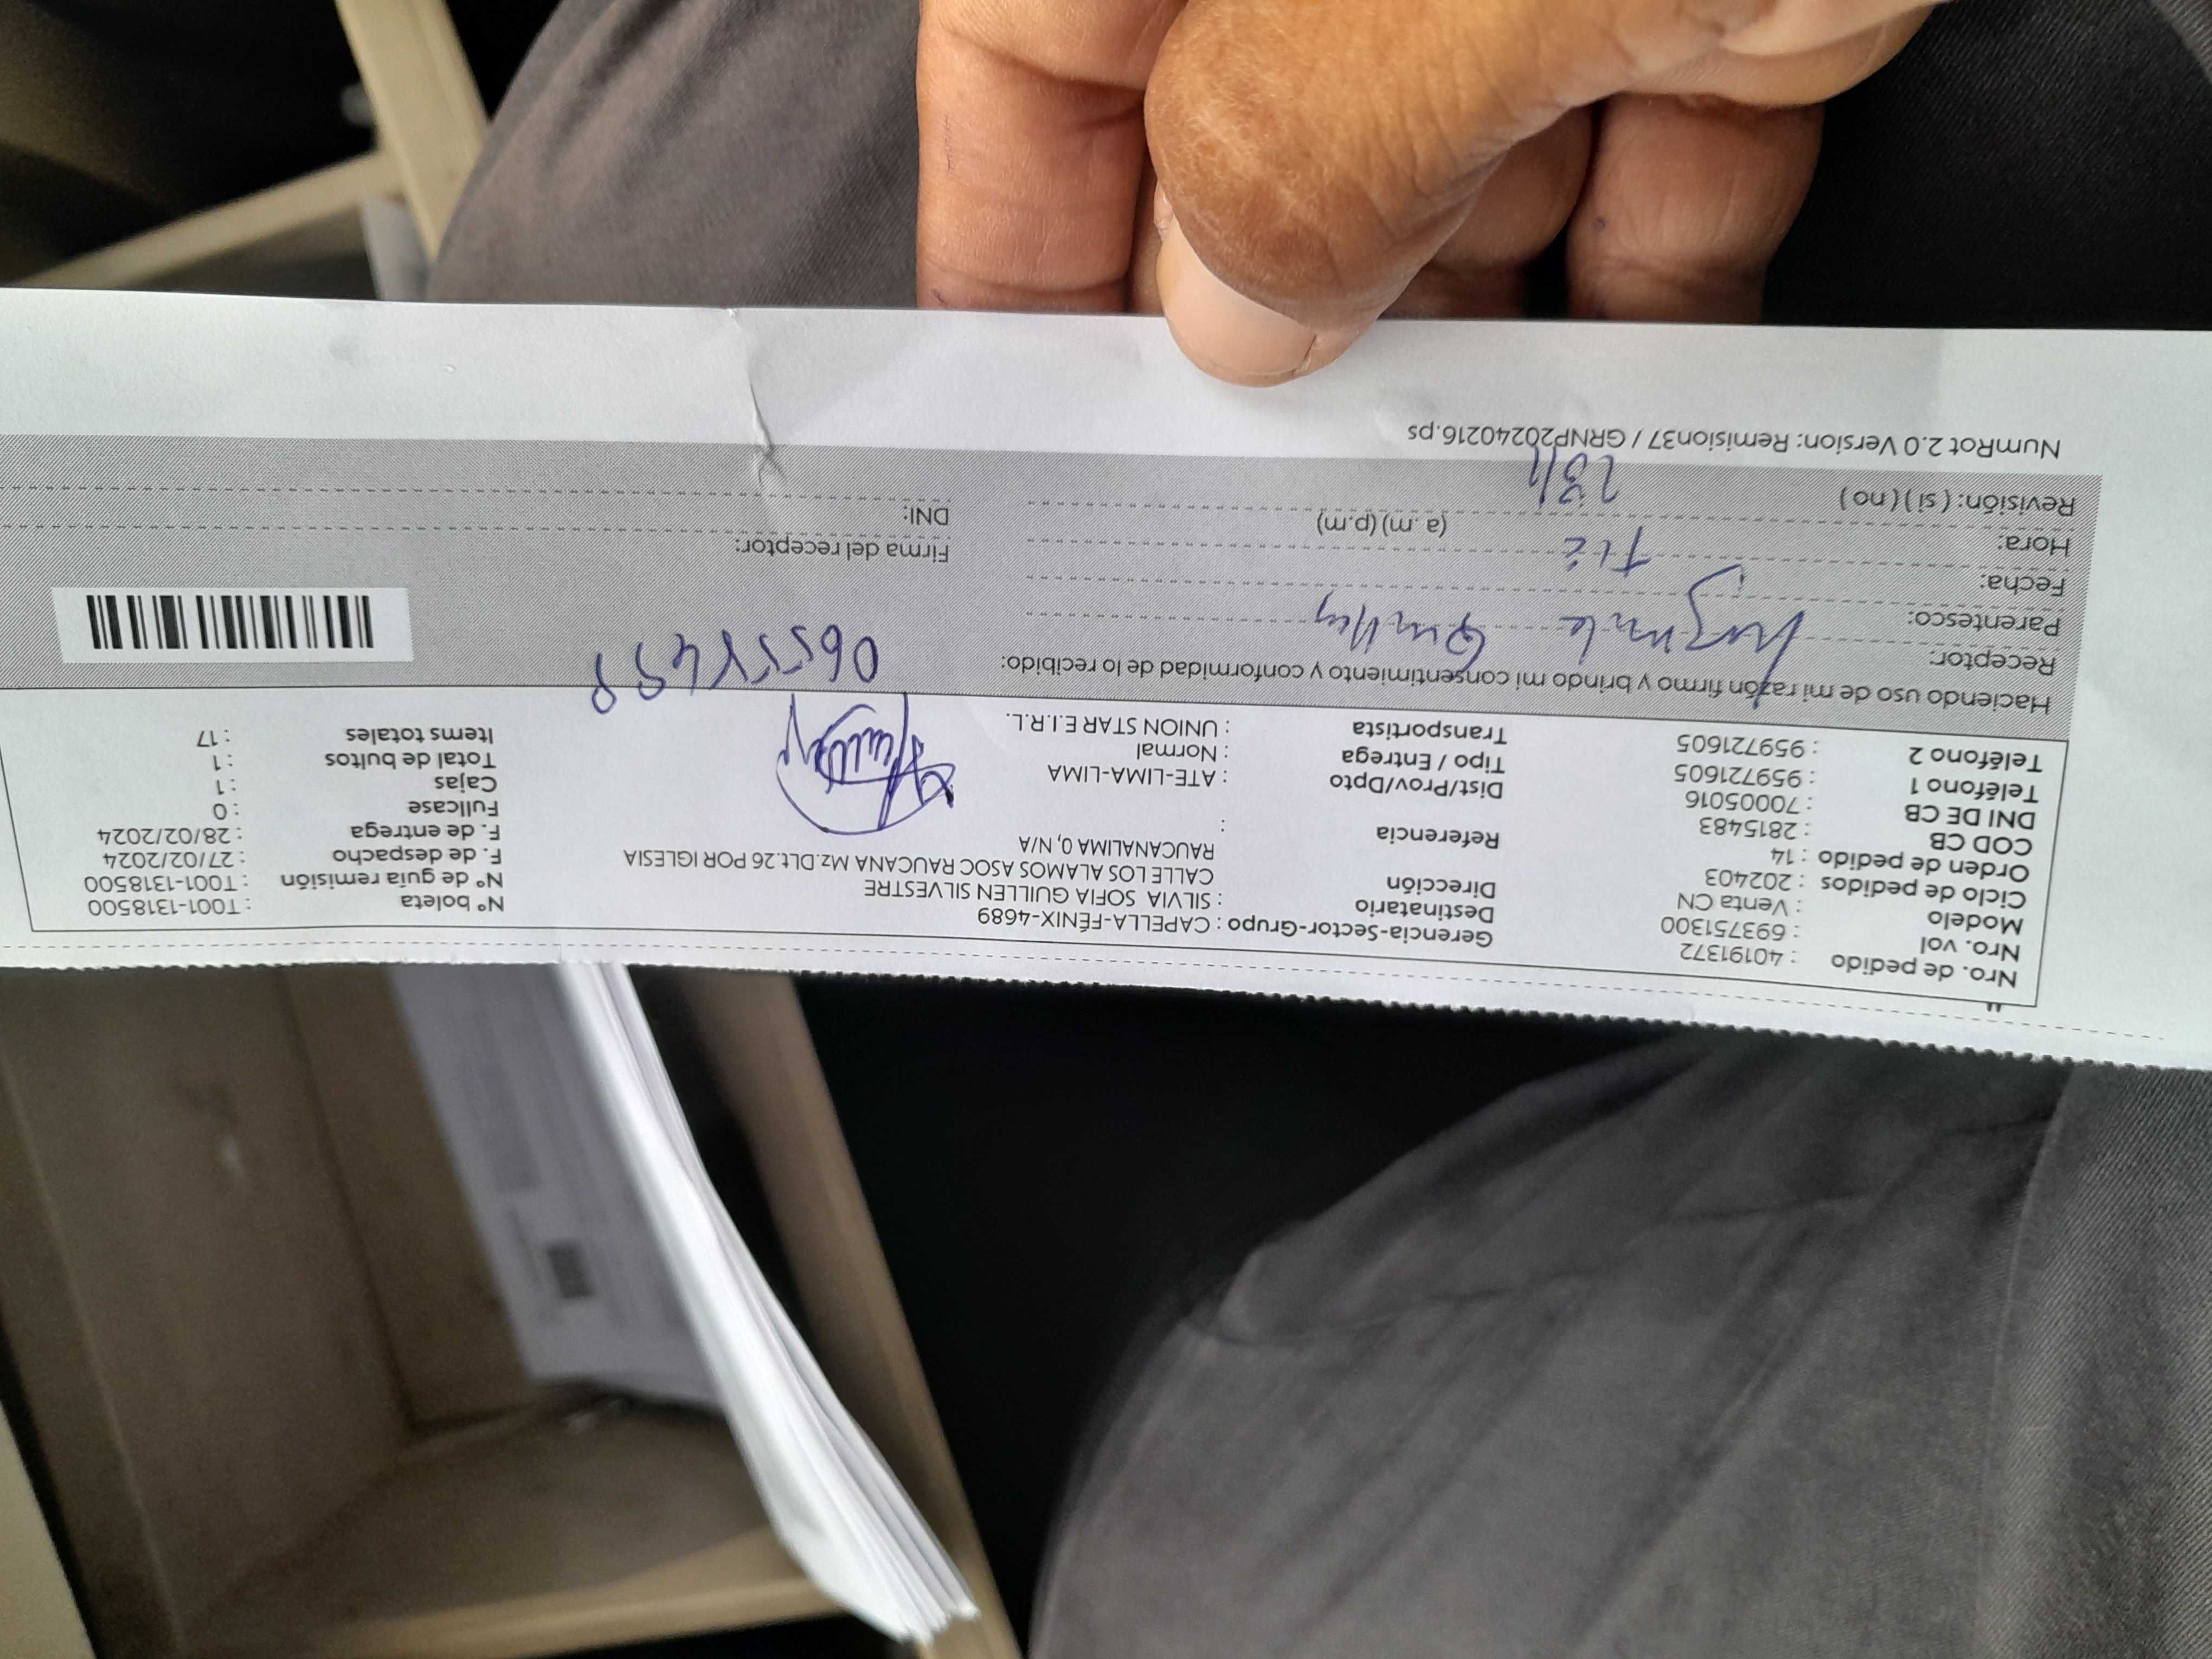 Nro. de pedido : 40191372
Nro. vol : 693751300
Modelo : Venta CN
Ciclo de pedidos : 202403
Orden de pedido : 14
COD CB : 2815483
DNI DE CB : 70005016
Teléfono 1 : 959721605
Teléfono 2 : 959721605
Gerencia-Sector-Grupo : CAPELLA-FÉNIX-4689
Destinatario : SILVIA SOFIA GUILLEN SILVESTRE
Dirección CALLE LOS ALAMOS ASOC RAUCANA Mz.DLt.26 POR IGLESIA
RAUCANALIMA 0, N/A
Referencia :
Dist/Prov/Dpto : ATE-LIMA-LIMA
Tipo / Entrega : Normal
Transportista : UNION STAR E.I.R.L.
N° boleta : T001-1318500
N° de guía remisión : T001-1318500
F. de despacho : 27/02/2024
F. de entrega : 28/02/2024
Fullcase : 0
Cajas : 1
Total de bultos : 1
Items totales : 17
Haciendo uso de mi razón firmo y brindo mi consentimiento y conformidad de lo recibido:
Receptor:
Parentesco:
Fecha:
Hora: (a.m) (p.m)
Revisión: ( si ) ( no )
Firma del receptor:
DNI:
NumRot 2.0 Version: Remision37 / GRNP20240216.ps